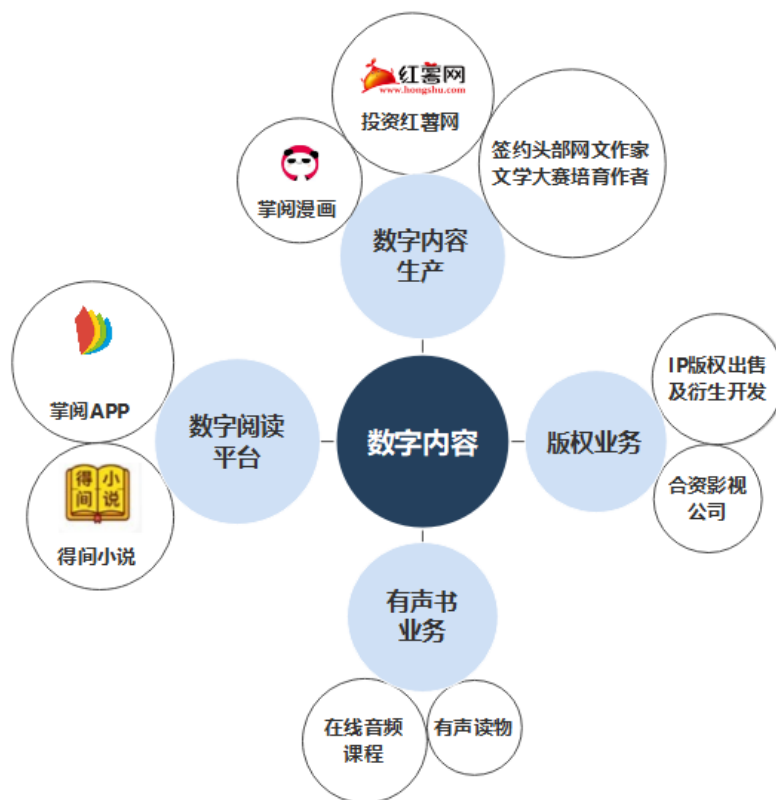 红薯网
www.hongshu.com
投资红薯网
签约头部网文作家
文学大赛培育作者
掌阅漫画
数字内容
生产
掌阅APP
得间
小说
得间小说
数字阅读
平台
数字内容
版权业务
IP版权出售
及衍生开发
合资影视
公司
有声书
业务
在线音频
课程
有声读物